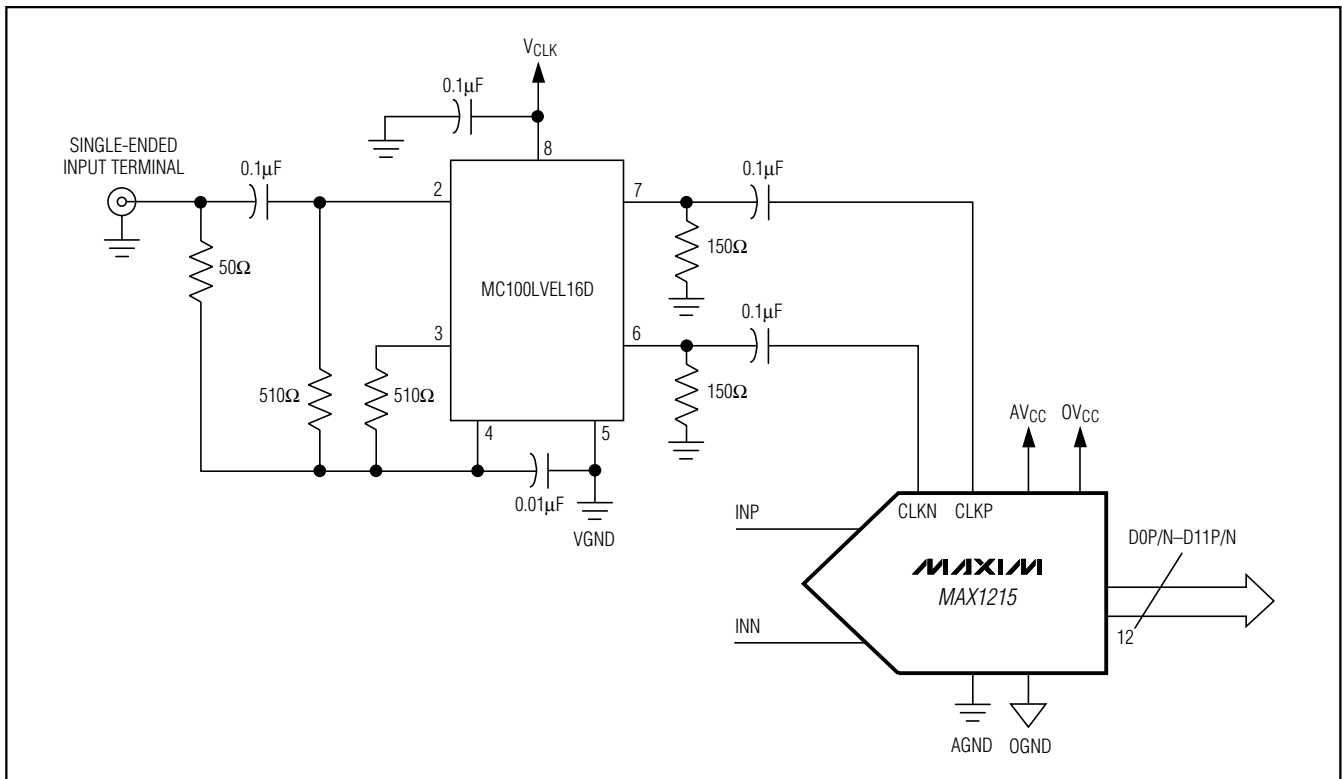 VCLK
0.1µF
SINGLE-ENDED
INPUT TERMINAL
0.1µF
8
2
7
0.1µF
50Ω
150Ω
MC100LVEL16D
0.1µF
3
6
510Ω
510Ω
150Ω
4
5
0.01µF
VGND
AVCC
OVCC
INP
CLKN
CLKP
D0P/N–D11P/N
MAXIM
MAX1215
INN
12
AGND
OGND